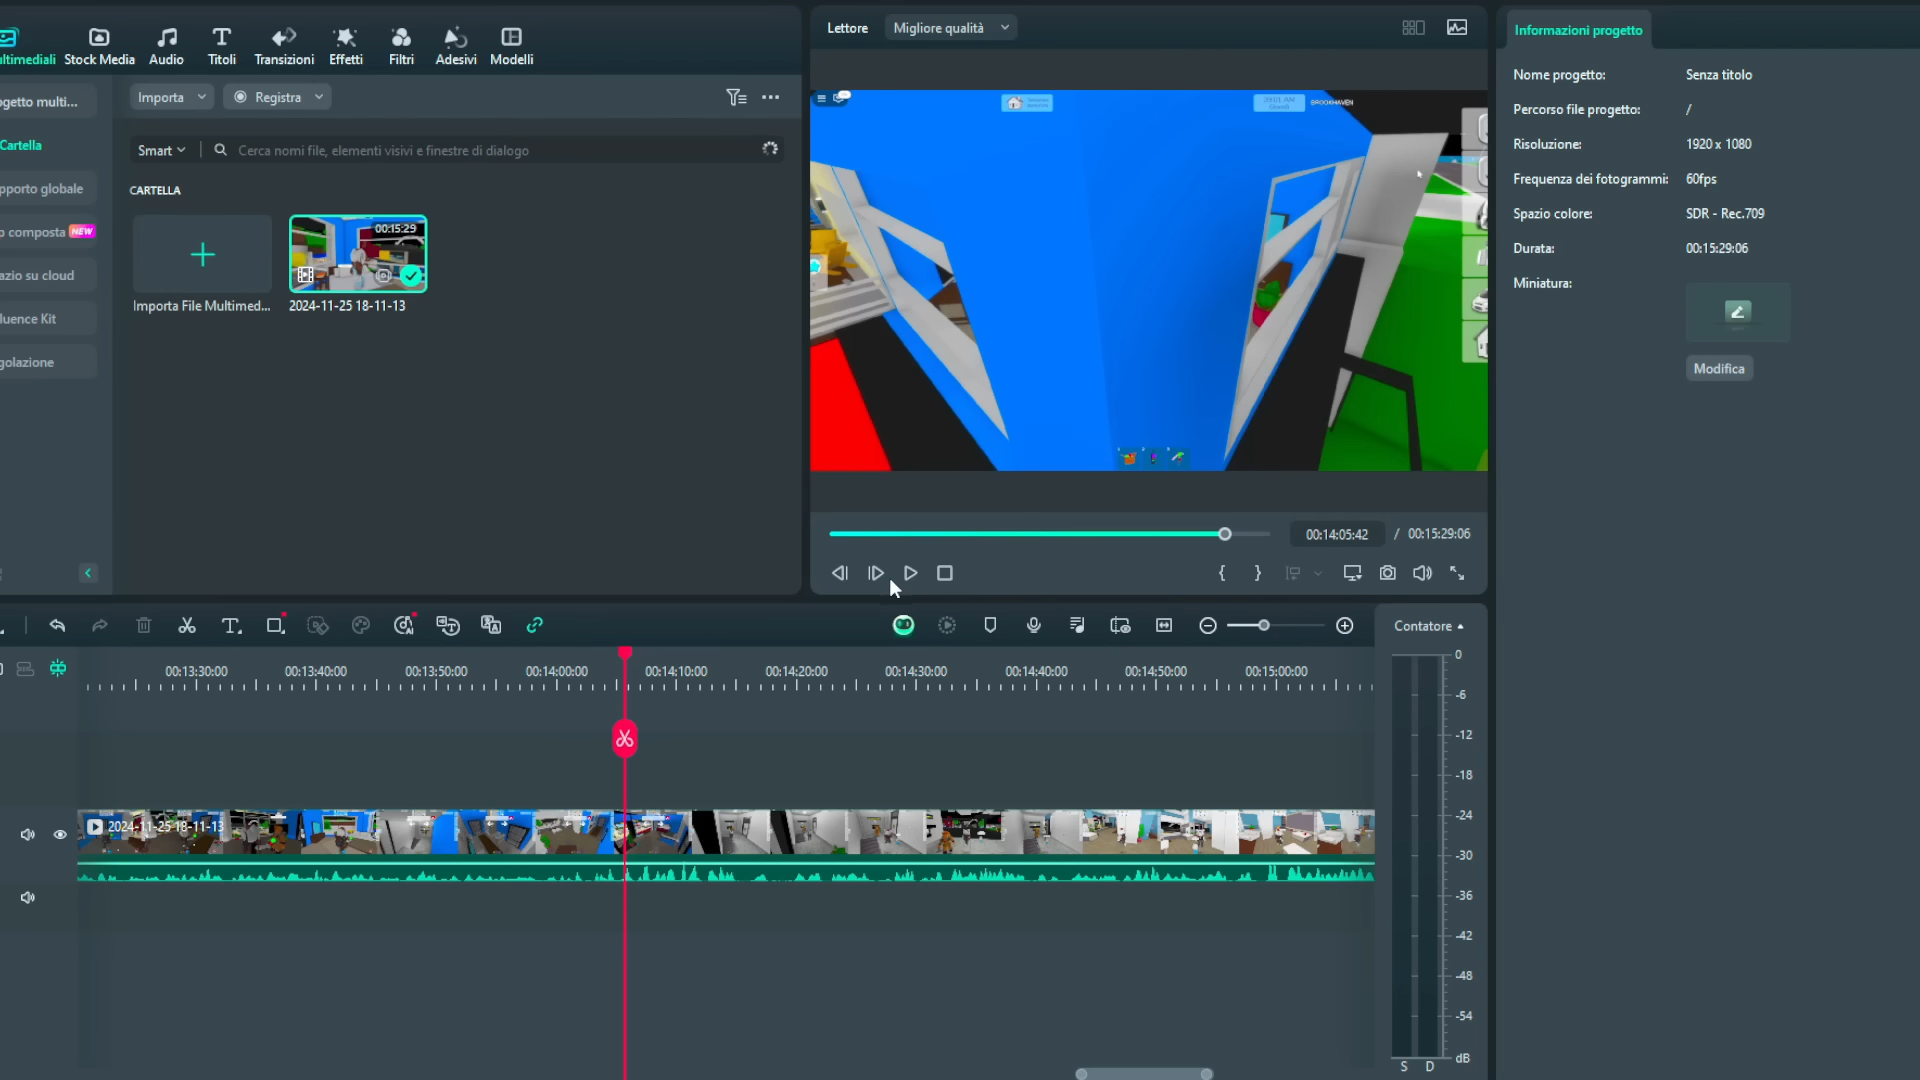 Lettore
Migliore qualità
Informazioni progetto
ltimediali
Stock Media
Audio
Titoli
Transizioni
Effetti
Filtri
Adesivi
Modelli
Nome progetto:
Senza titolo
Percorso file progetto:
/
Risoluzione:
1920 x 1080
Frequenza dei fotogrammi:
60fps
Spazio colore:
SDR - Rec.709
Durata:
00:15:29:06
Miniatura:
Modifica
ogetto multi...
Cartella
pporto globale
p composta NEW
azio su cloud
luence Kit
golazione
Importa
Registra
Smart
Cerca nomi file, elementi visivi e finestre di dialogo
CARTELLA
00:15:29
Importa File Multimed...
2024-11-25 18-11-13
BROOKHAVEN
00:14:05:42
/
00:15:29:06
Contatore
00:13:30:00
00:13:40:00
00:13:50:00
00:14:00:00
00:14:10:00
00:14:20:00
00:14:30:00
00:14:40:00
00:14:50:00
00:15:00:00
2024-11-25 18-11-13
0
-6
-12
-18
-24
-30
-36
-42
-48
-54
dB
S D